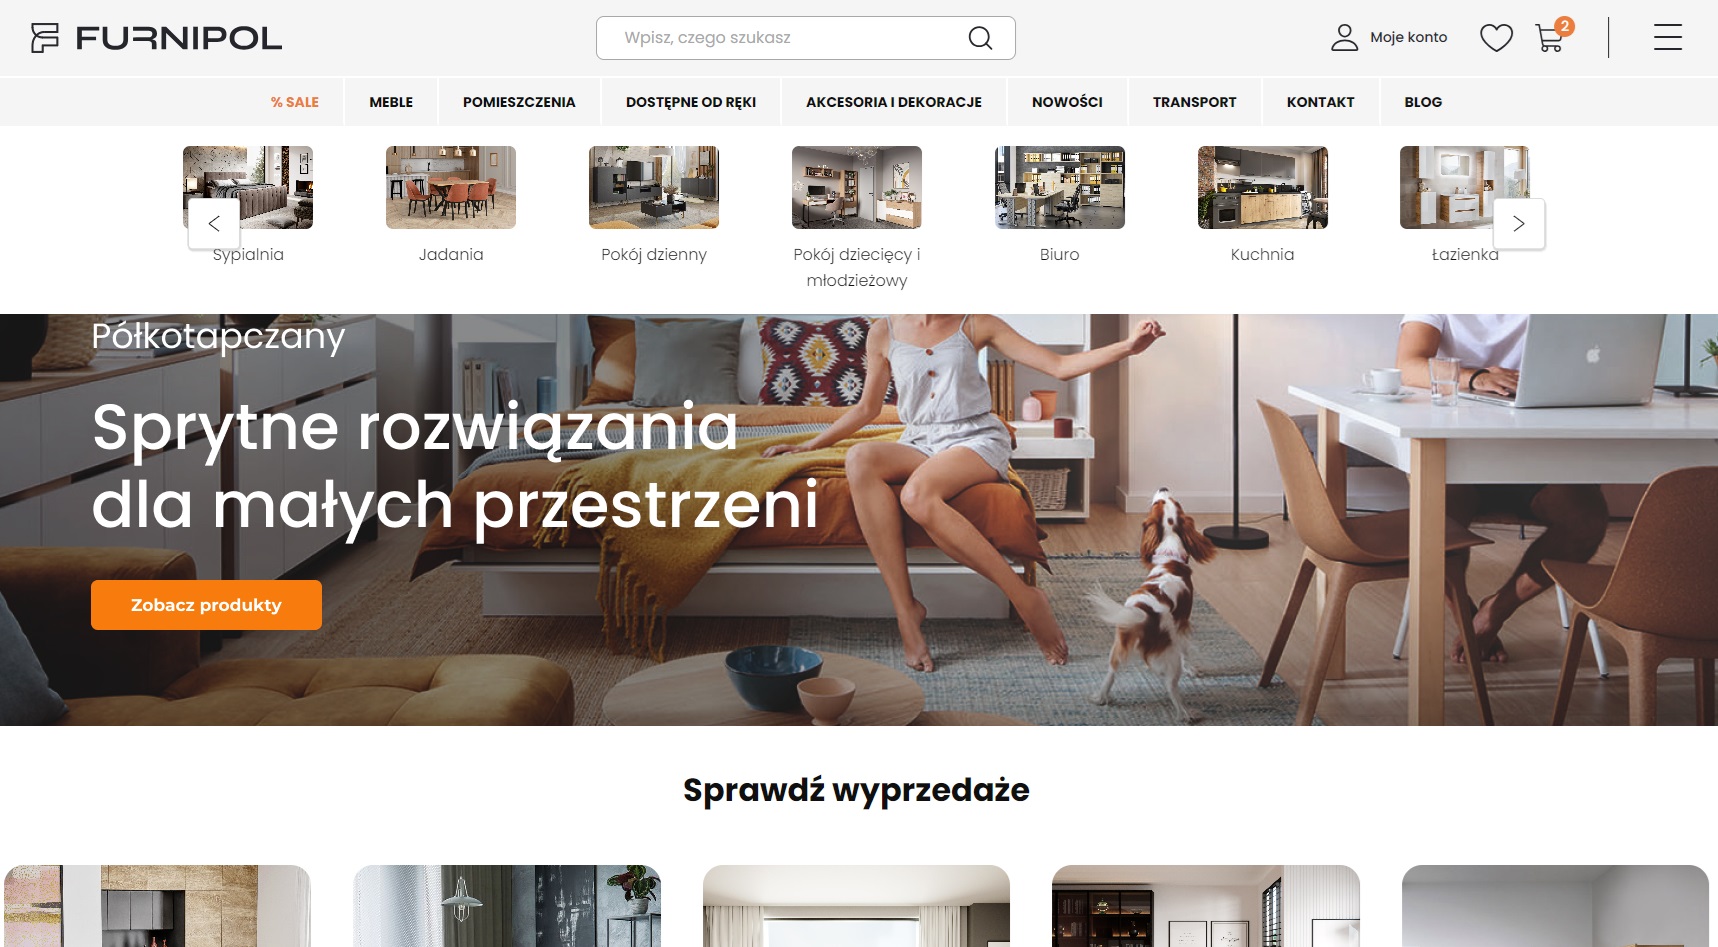 FURNIPOL
Wpisz, czego szukasz
Moje konto
2
% SALE
MEBLE
POMIESZCZENIA
DOSTĘPNE OD RĘKI
AKCESORIA I DEKORACJE
NOWOŚCI
TRANSPORT
KONTAKT
BLOG
Sypialnia
Jadania
Pokój dzienny
Pokój dziecięcy i
młodzieżowy
Biuro
Kuchnia
Łazienka
Półkotapczany
Sprytne rozwiązania
dla małych przestrzeni
Zobacz produkty
Sprawdź wyprzedaże